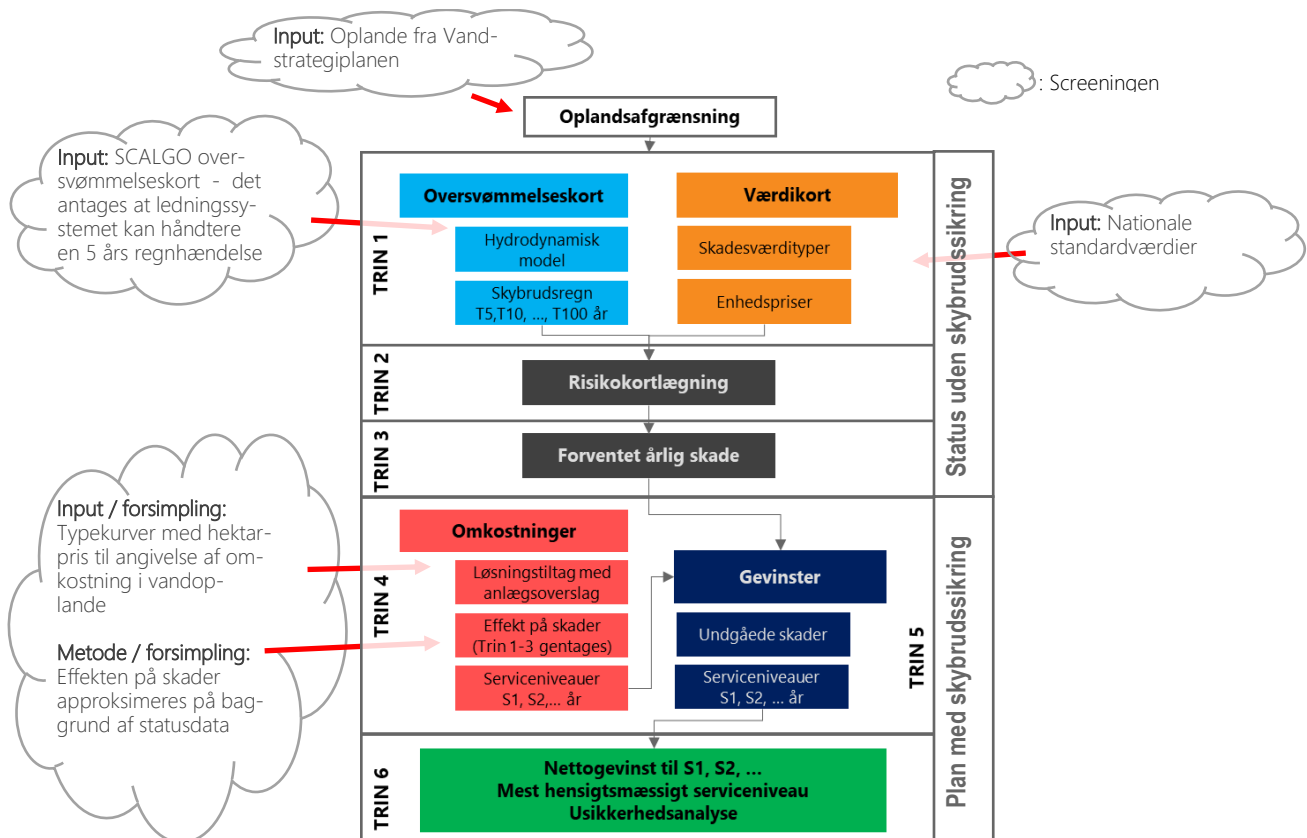 Input: Oplande fra Vand-
strategiplanen
: Screeningen
Oplandsafgrænsning
Input: SCALGO over-
svømmelseskort - det
antages at ledningssy-
stemet kan håndtere
en 5 års regnhændelse
TRIN 1
Oversvømmelseskort
Hydrodynamisk
model
Skybrudsregn
T5,T10, ..., T100 år
Værdikort
Skadesværdityper
Enhedspriser
Status uden skybrudssikring
Input: Nationale
standardværdier
TRIN 2
Risikokortlægning
TRIN 3
Forventet årlig skade
Input / forsimpling:
Typekurver med hektar-
pris til angivelse af om-
kostning i vandop-
lande
Metode / forsimpling:
Effekten på skader
approksimeres på bag-
grund af statusdata
TRIN 4
Omkostninger
Løsningstiltag med
anlægsoverslag
Effekt på skader
(Trin 1-3 gentages)
Serviceniveauer
S1, S2,... år
Gevinster
Undgåede skader
Serviceniveauer
S1, S2, ... år
TRIN 5
Plan med skybrudssikring
TRIN 6
Nettogevinst til S1, S2, ...
Mest hensigtsmæssigt serviceniveau
Usikkerhedsanalyse